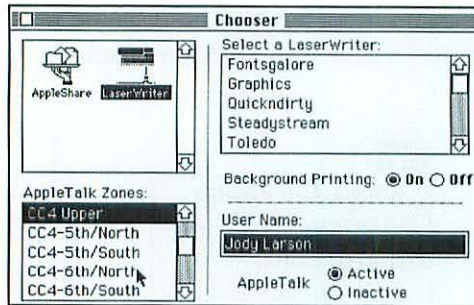 Chooser
AppleShare
LaserWriter
AppleTalk Zones:
CC4 Upper
CC4-5th/North
CC4-5th/South
CC4-6th/North
CC4-6th/South
Select a LaserWriter:
Fontsgalore
Graphics
Quickndirty
Steadystream
Toledo
Background Printing: On Off
User Name:
Jody Larson
AppleTalk
Active
Inactive